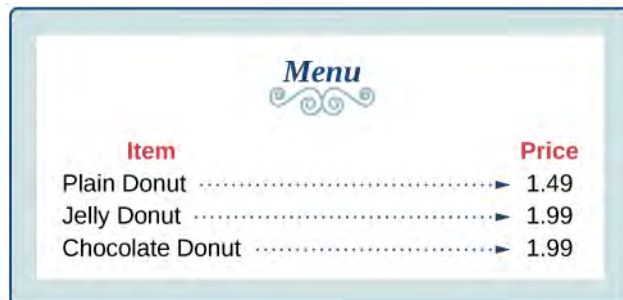 Menu
Item Price
Plain Donut 1.49
Jelly Donut 1.99
Chocolate Donut 1.99